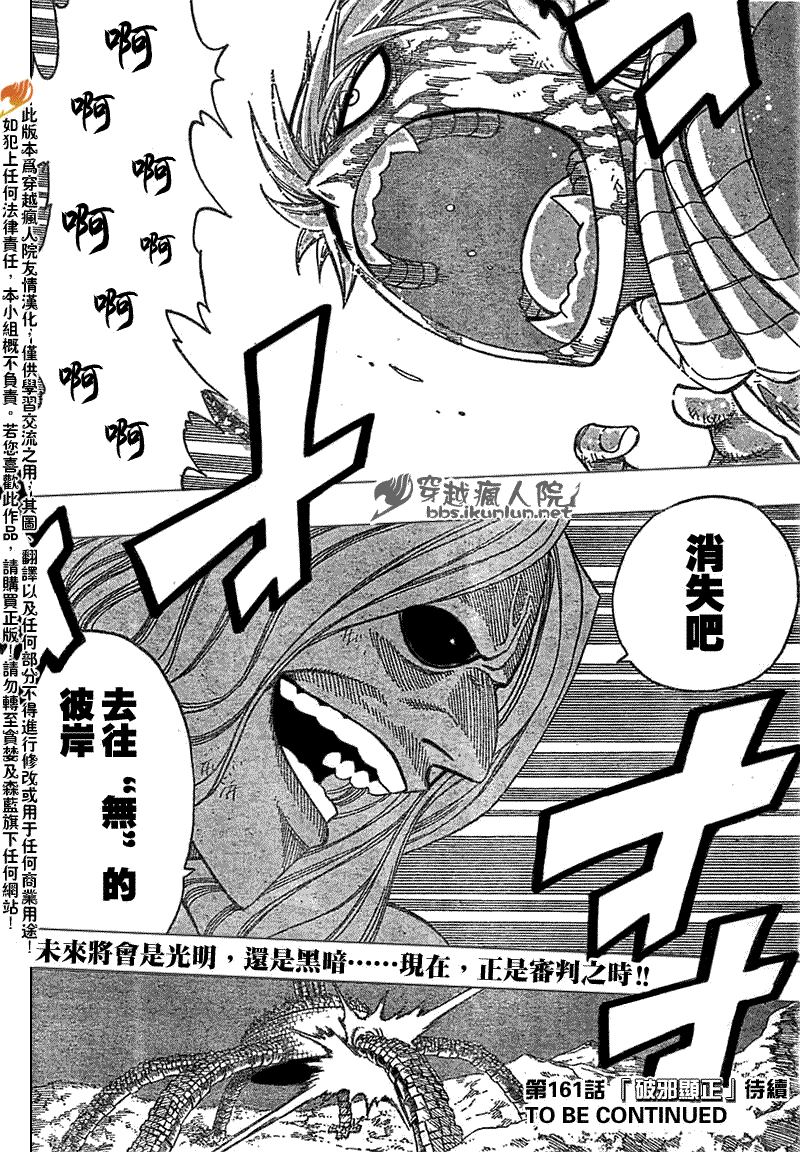 啊
啊
啊
啊
啊
啊
啊
啊
オオオオ
穿越瘋人院
bbs.ikunlun.net
消失吧
去往“無”的
彼岸
未來將會是光明，還是黑暗……現在，正是審判之時!!
第161話「破邪顯正」待續
TO BE CONTINUED
此版本爲穿越瘋人院友情漢化，僅供學習交流之用，其圖、翻譯以及任何部分不得進行修改或用于任何商業用途！
如犯上任何法律責任，本小組概不負責。若您喜歡此作品，請購買正版！請勿轉至貪婪及森藍旗下任何網站！